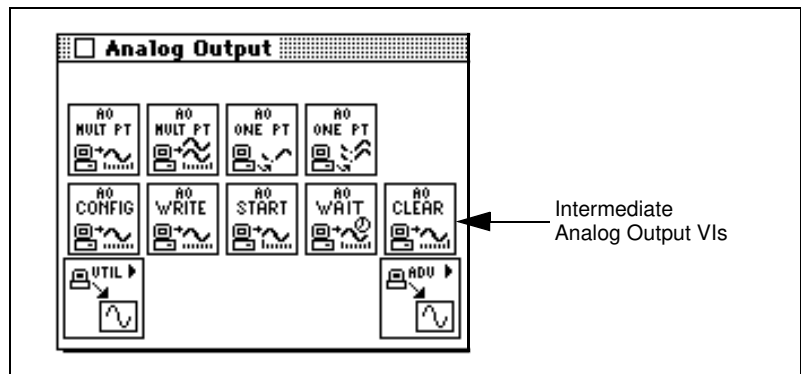 Analog Output
AO AO AO AO
MULT PT MULT PT ONE PT ONE PT
AO AO AO AO AO
CONFIG WRITE START WAIT CLEAR
Intermediate
Analog Output VIs
UTIL ADV